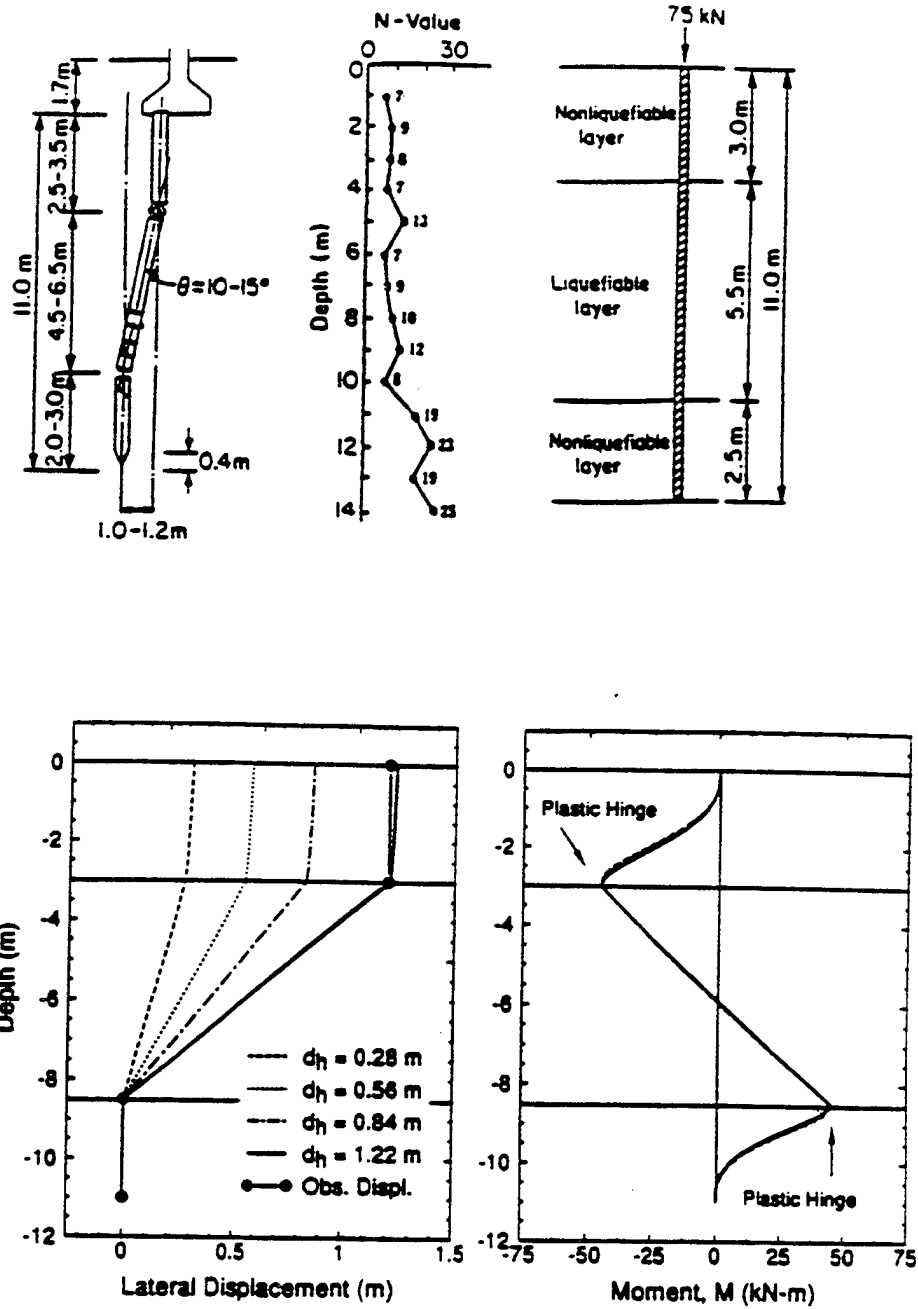 1.7m
2.5-3.5m
11.0 m
4.5-6.5m
2.0-3.0m
θ=10-15°
0.4m
1.0-1.2m
N-Value
0 30
Depth (m)
0
2
4
6
8
10
12
14
7
9
8
7
13
7
9
10
12
8
19
23
19
25
75 kN
Nonliquefiable
layer
Liquefiable
layer
Nonliquefiable
layer
3.0m
5.5m
2.5m
11.0 m
0
-2
-4
-6
-8
-10
-12
Depth (m)
0 0.5 1 1.5
Lateral Displacement (m)
dh = 0.28 m
dh = 0.56 m
dh = 0.84 m
dh = 1.22 m
Obs. Displ.
0
-2
-4
-6
-8
-10
-12
Plastic Hinge
Plastic Hinge
-75 -50 -25 0 25 50 75
Moment, M (kN-m)